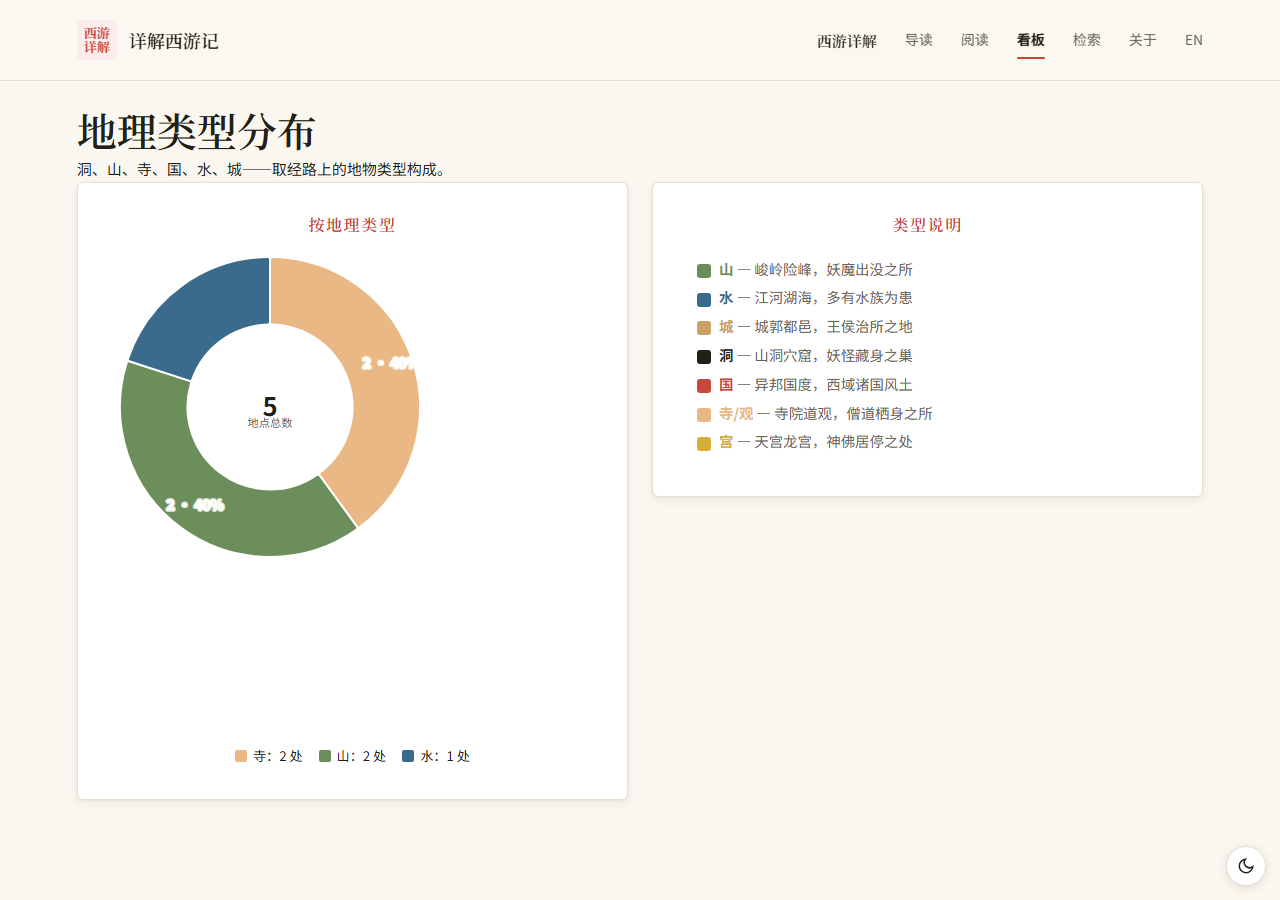 西游
详解
详解西游记
西游详解 导读 阅读 看板 检索 关于 EN
地理类型分布
洞、山、寺、国、水、城——取经路上的地物类型构成。
按地理类型
2 • 40%
5
地点总数
2 • 40%
寺：2 处 山：2 处 水：1 处
类型说明
山 — 峻岭险峰，妖魔出没之所
水 — 江河湖海，多有水族为患
城 — 城郭都邑，王侯治所之地
洞 — 山洞穴窟，妖怪藏身之巢
国 — 异邦国度，西域诸国风土
寺/观 — 寺院道观，僧道栖身之所
宫 — 天宫龙宫，神佛居停之处